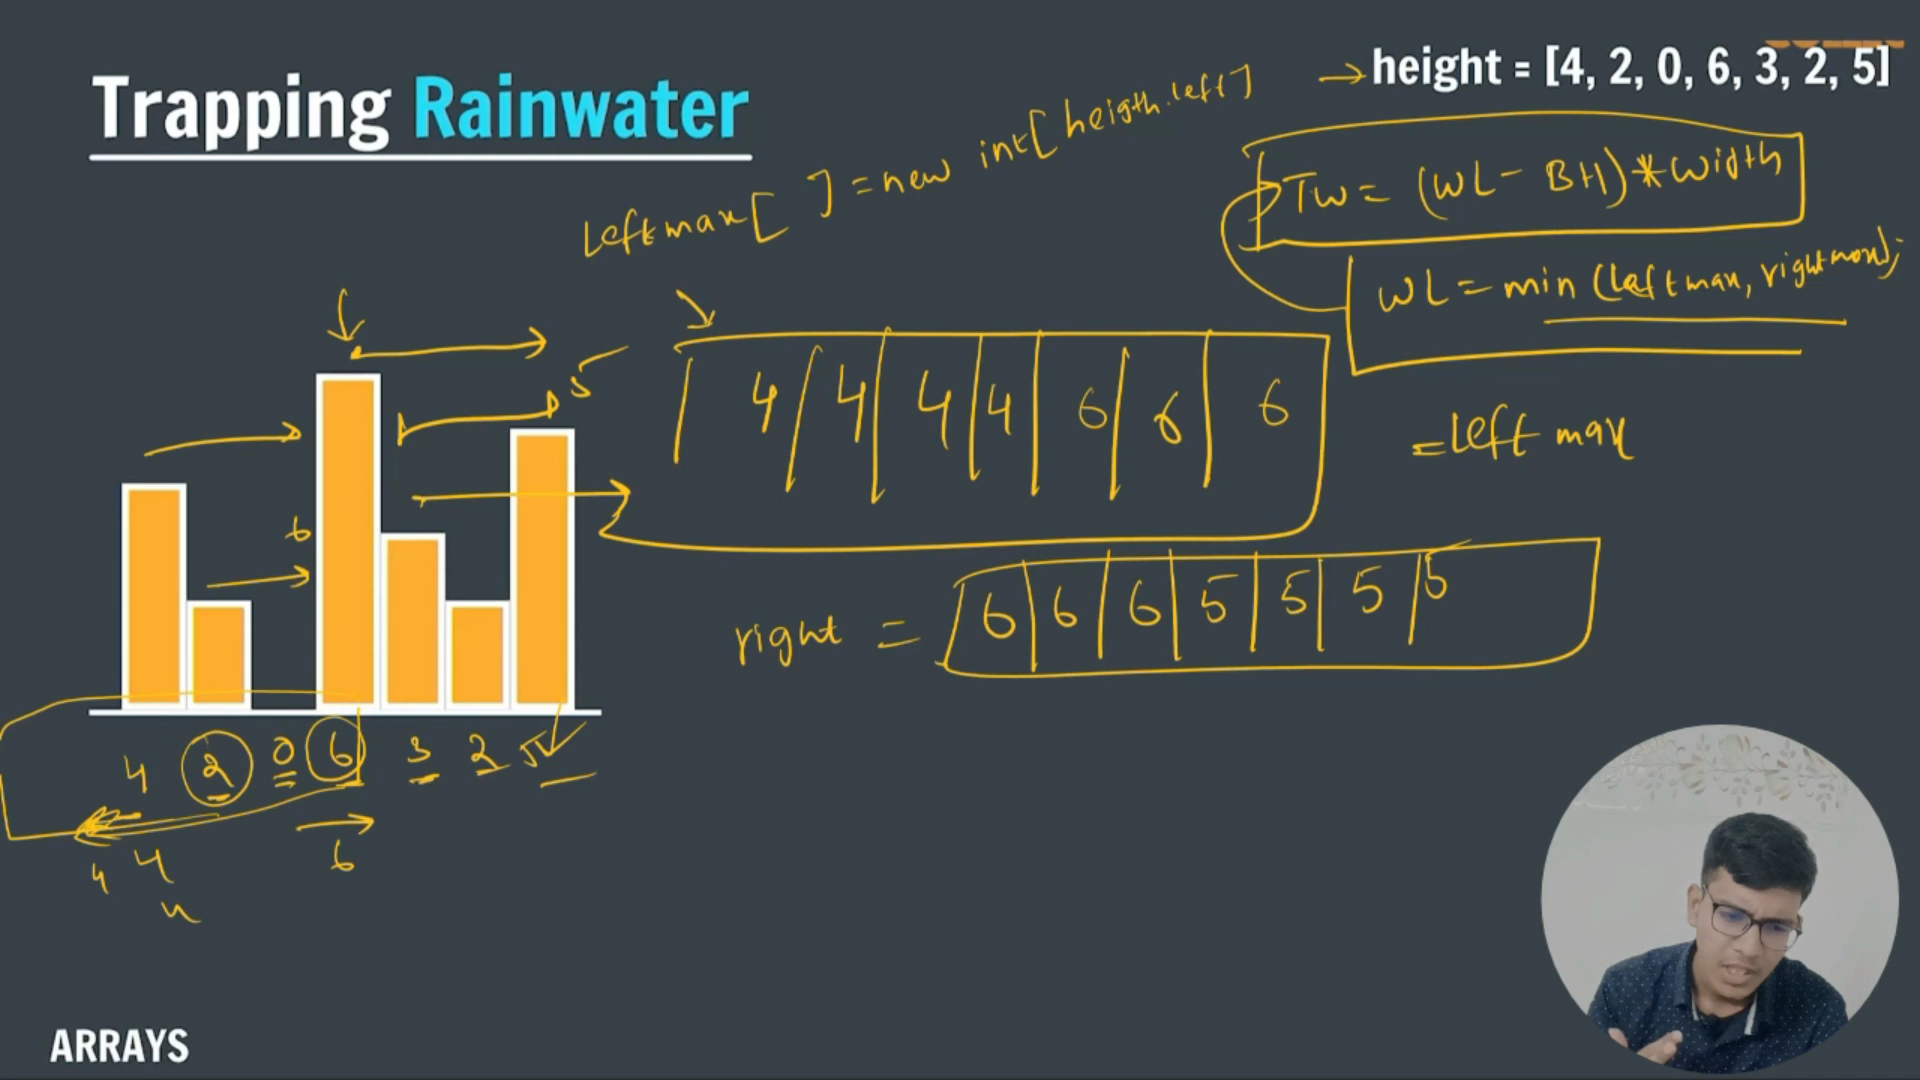 Trapping Rainwater
→ height = [4, 2, 0, 6, 3, 2, 5]
leftmax[ ] = new int[heigth.left]
TW = (WL - BH) * width
WL = min (leftmax, rightmax);
5
4 4 4 4 6 6 6
= left max
6
right = 6 6 6 5 5 5 5
4 2 0 6 3 2 5
4 4 6
ARRAYS